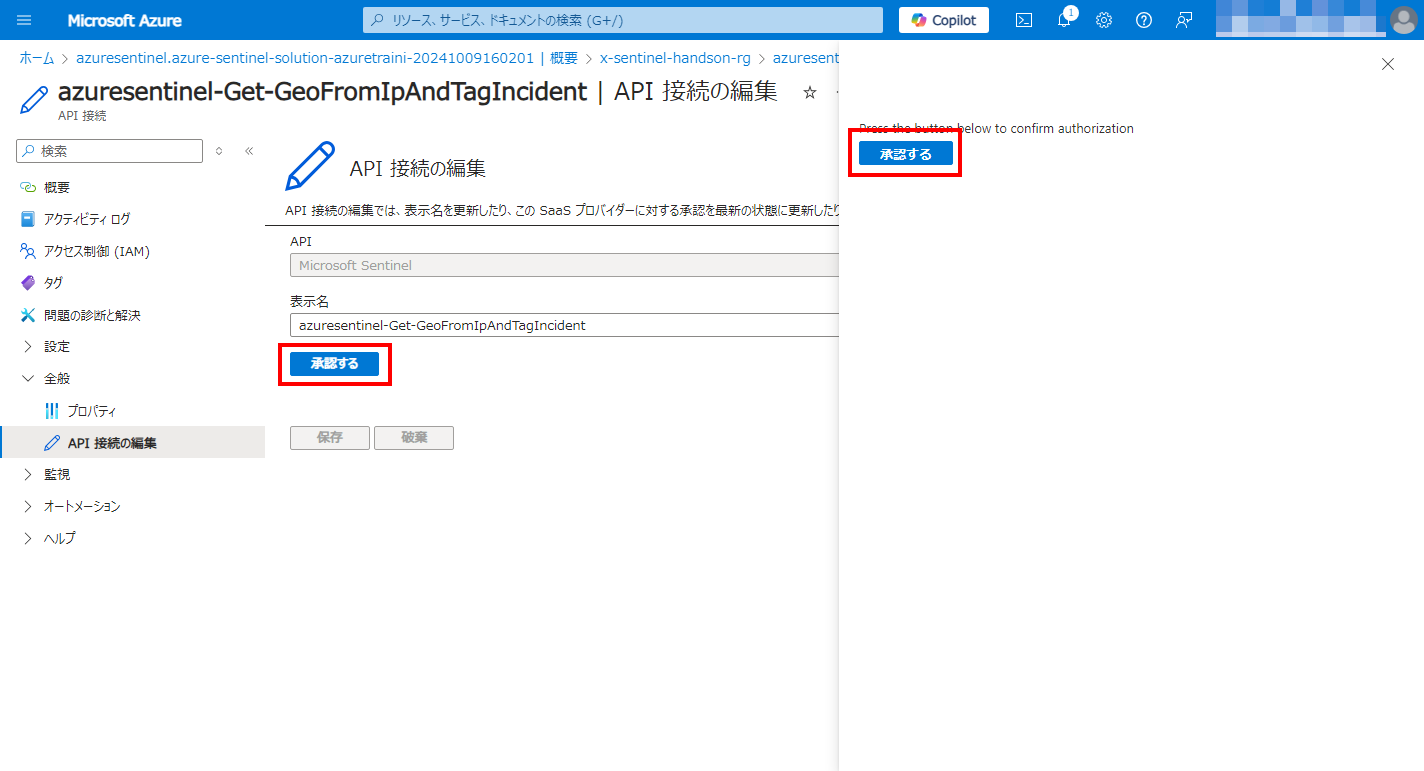 Microsoft Azure
リソース、サービス、ドキュメントの検索 (G+/)
Copilot
1
ホーム > azuresentinel.azure-sentinel-solution-azuretraini-20241009160201 | 概要 > x-sentinel-handson-rg > azuresent
azuresentinel-Get-GeoFromIpAndTagIncident | API 接続の編集
API 接続
検索
概要
アクティビティ ログ
アクセス制御 (IAM)
タグ
問題の診断と解決
設定
全般
プロパティ
API 接続の編集
監視
オートメーション
ヘルプ
API 接続の編集
API 接続の編集では、表示名を更新したり、この SaaS プロバイダーに対する承認を最新の状態に更新したり
API
Microsoft Sentinel
表示名
azuresentinel-Get-GeoFromIpAndTagIncident
承認する
保存
破棄
Press the button below to confirm authorization
承認する